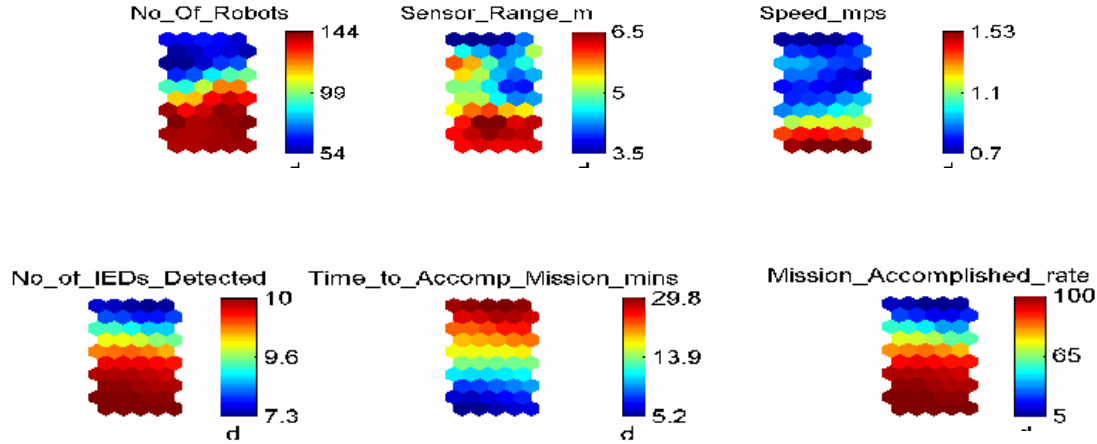 No_Of_Robots
144
99
54
Sensor_Range_m
6.5
5
3.5
Speed_mps
1.53
1.1
0.7
No_of_IEDs_Detected
10
9.6
7.3
d
Time_to_Accomp_Mission_mins
29.8
13.9
5.2
d
Mission_Accomplished_rate
100
65
5